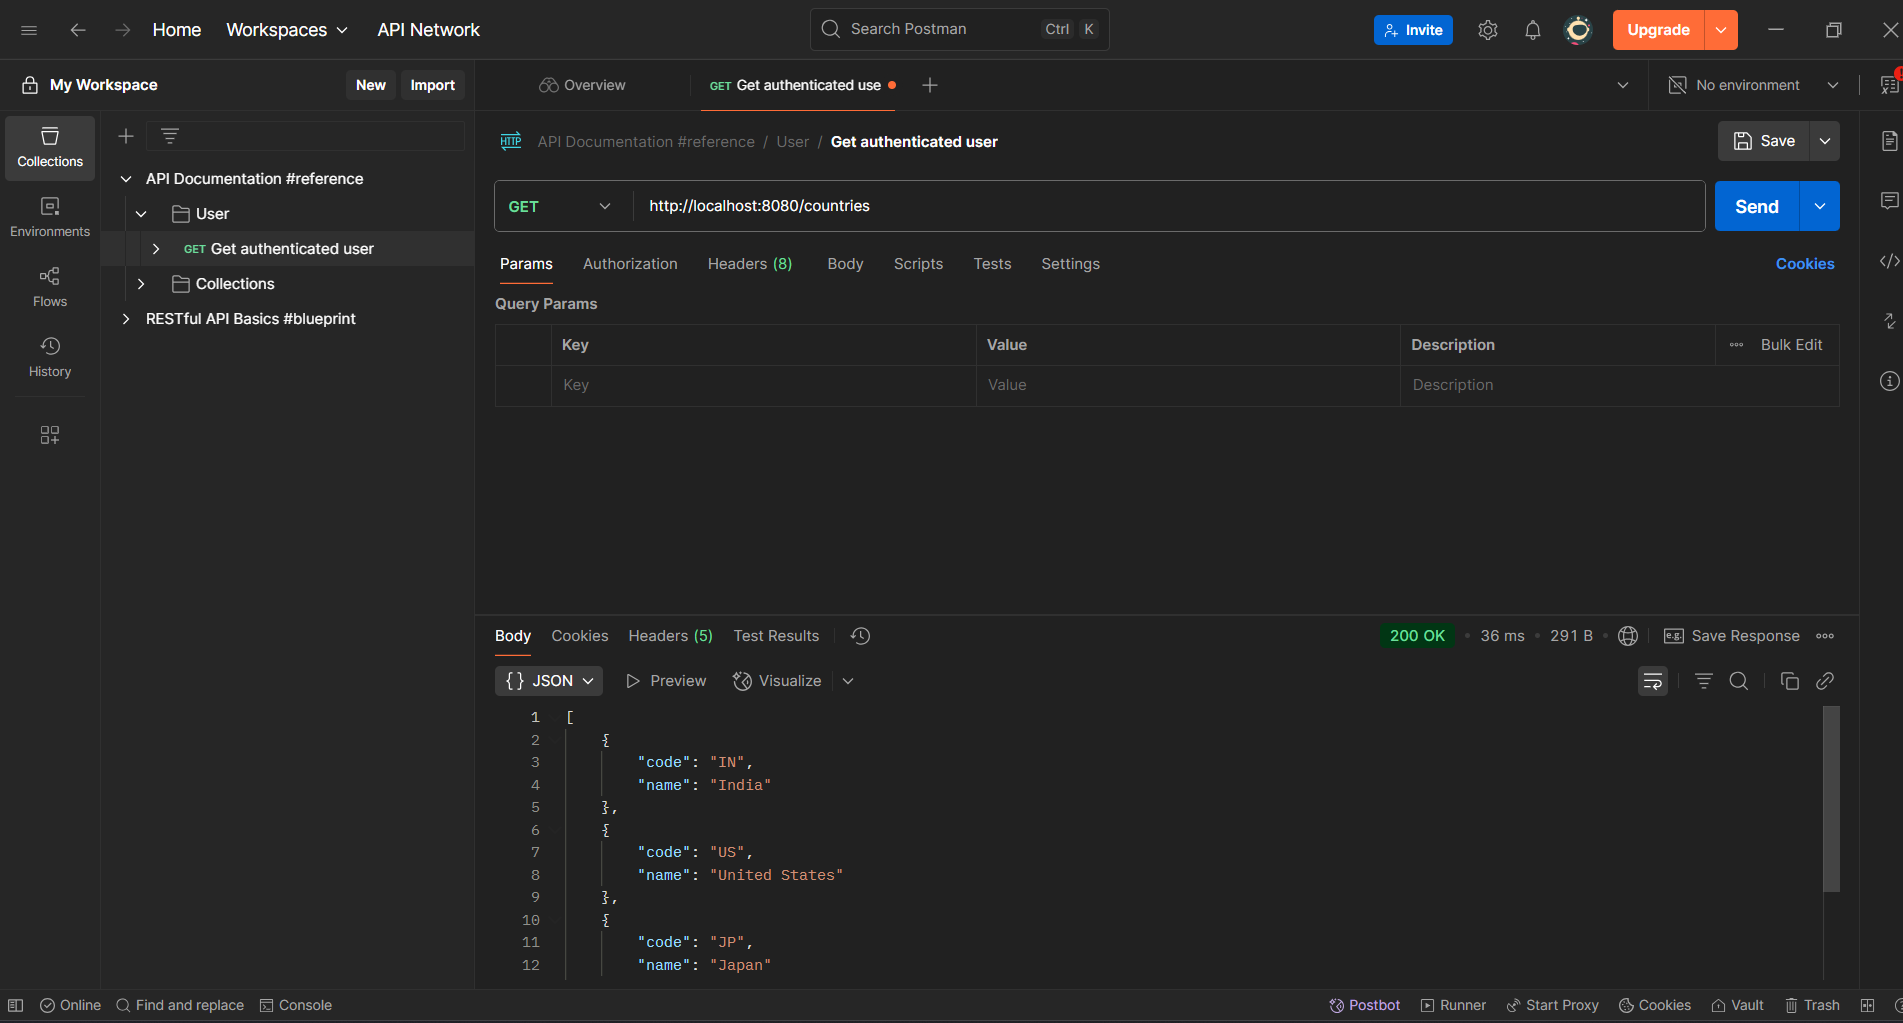 Home Workspaces API Network Search Postman Ctrl K Invite Upgrade
My Workspace New Import Overview GET Get authenticated use No environment
Collections
Environments
Flows
History
API Documentation #reference
User
GET Get authenticated user
Collections
RESTful API Basics #blueprint
HTTP API Documentation #reference / User / Get authenticated user Save
GET http://localhost:8080/countries Send
Params Authorization Headers (8) Body Scripts Tests Settings Cookies
Query Params
Key Value Description Bulk Edit
Key Value Description
Body Cookies Headers (5) Test Results 200 OK • 36 ms • 291 B • e.g. Save Response
{} JSON Preview Visualize
1 [
2 {
3 "code": "IN",
4 "name": "India"
5 },
6 {
7 "code": "US",
8 "name": "United States"
9 },
10 {
11 "code": "JP",
12 "name": "Japan"
Online Find and replace Console Postbot Runner Start Proxy Cookies Vault Trash